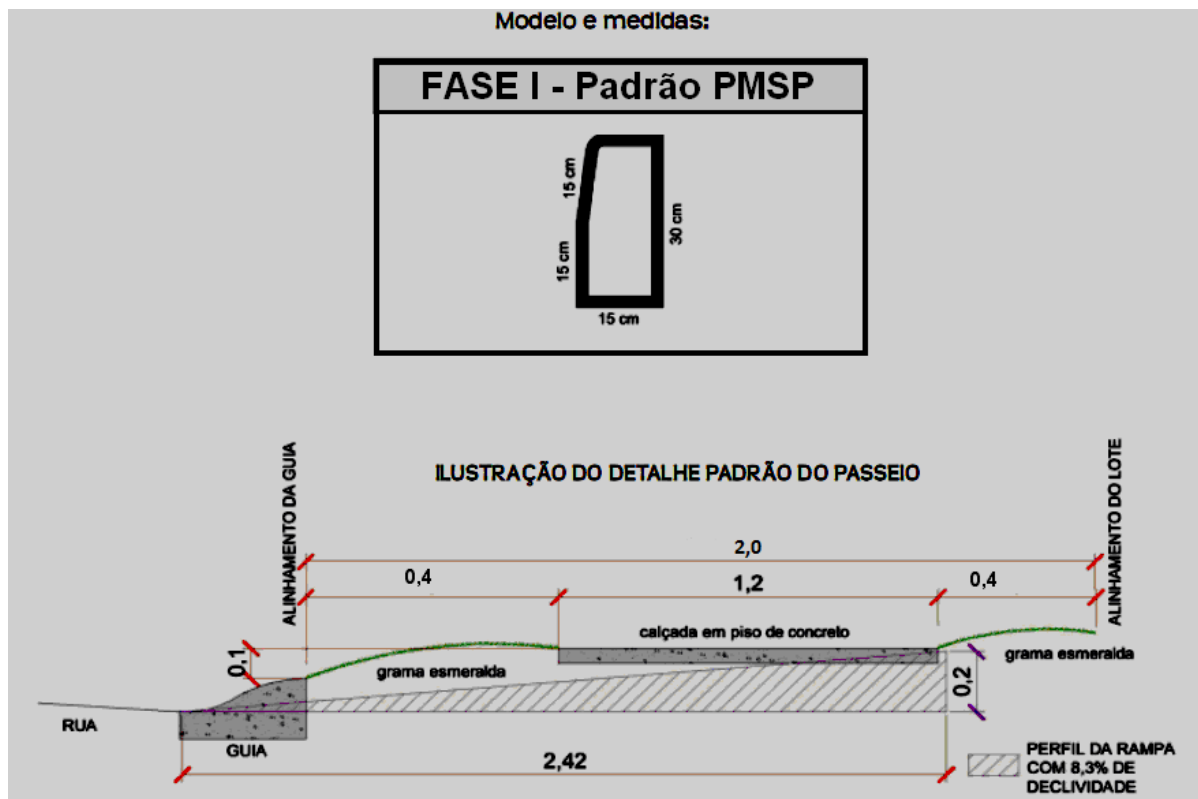 Modelo e medidas:
FASE I - Padrão PMSP
15 cm
15 cm
30 cm
15 cm
ALINHAMENTO DA GUIA
ILUSTRAÇÃO DO DETALHE PADRÃO DO PASSEIO
ALINHAMENTO DO LOTE
2,0
0,4
1,2
0,4
calçada em piso de concreto
0,1
grama esmeralda
grama esmeralda
0,2
RUA
GUIA
2,42
PERFIL DA RAMPA
COM 8,3% DE
DECLIVIDADE